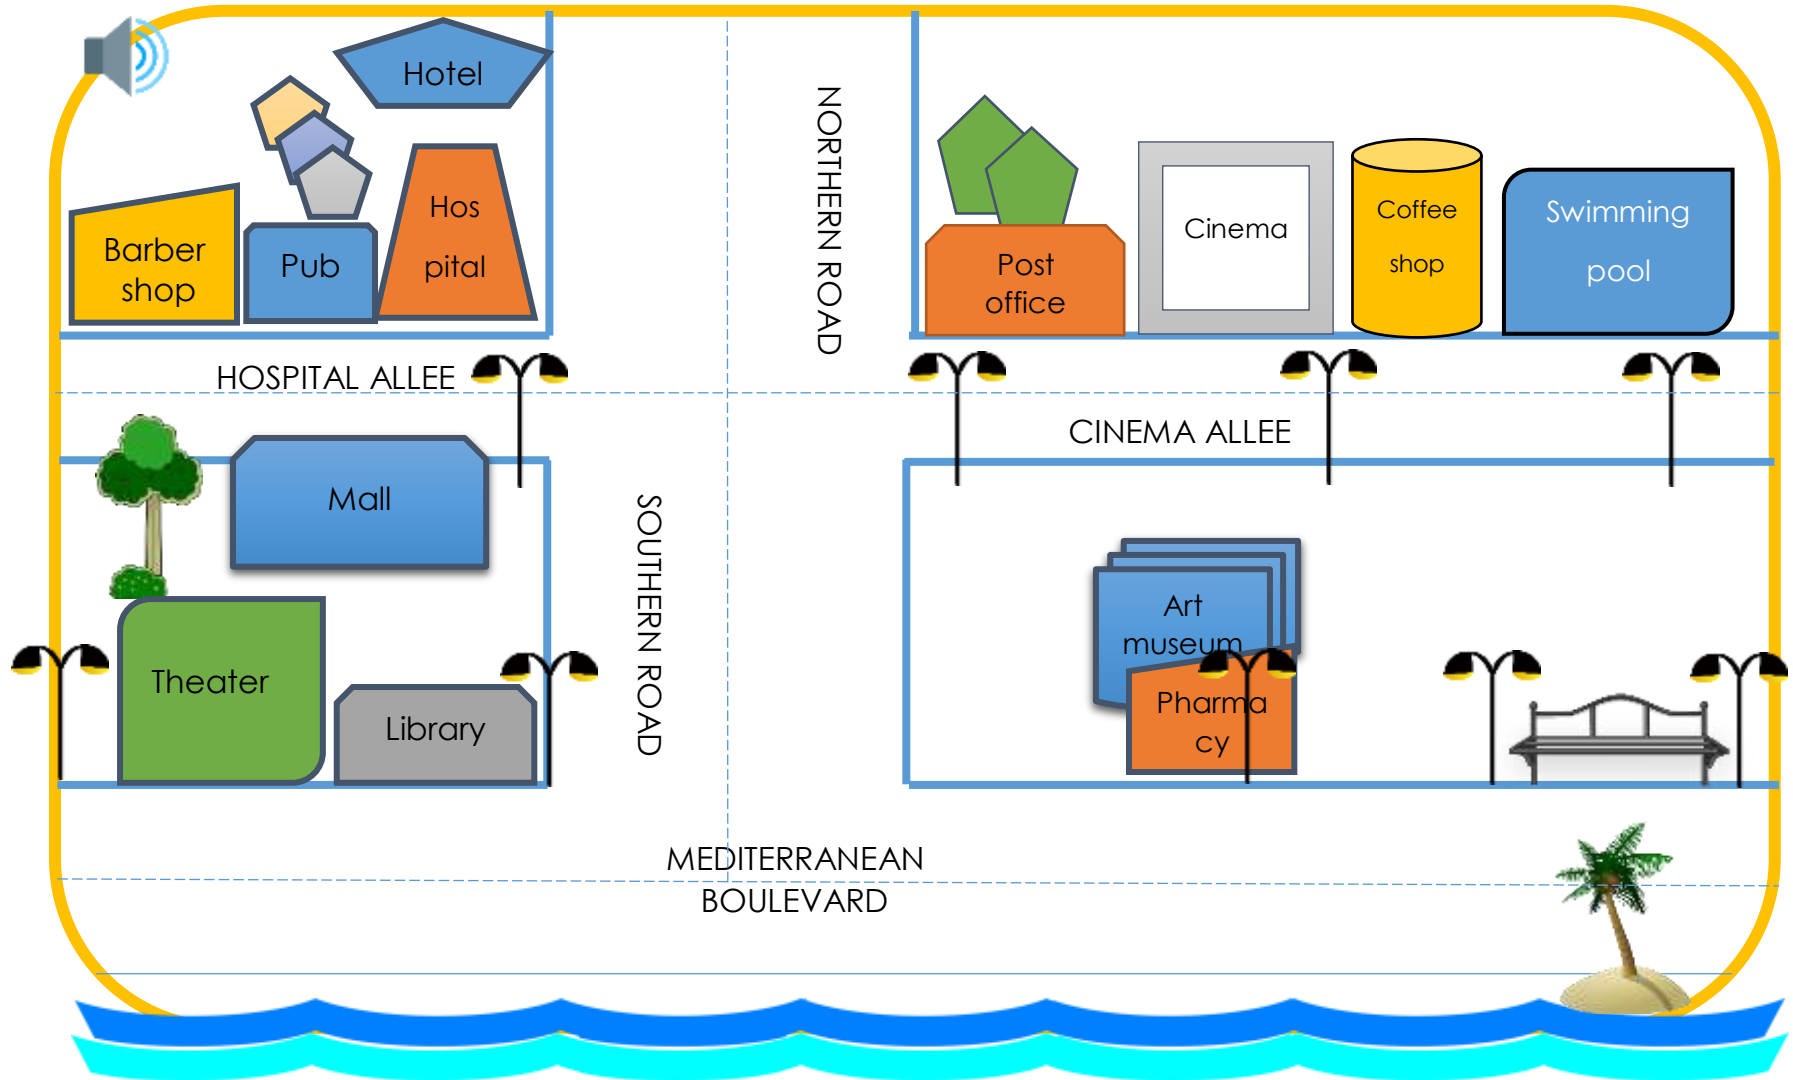 Hotel
Hos
pital
Barber
shop
Pub
NORTHERN ROAD
Post
office
Cinema
Coffee
shop
Swimming
pool
HOSPITAL ALLEE
CINEMA ALLEE
Mall
SOUTHERN ROAD
Theater
Library
Art
museum
Pharma
cy
MEDITERRANEAN
BOULEVARD